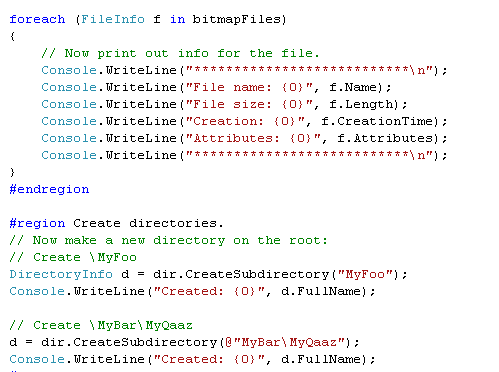 foreach (FileInfo f in bitmapFiles)
{
    // Now print out info for the file.
    Console.WriteLine("***************************\n");
    Console.WriteLine("File name: {0}", f.Name);
    Console.WriteLine("File size: {0}", f.Length);
    Console.WriteLine("Creation: {0}", f.CreationTime);
    Console.WriteLine("Attributes: {0}", f.Attributes);
    Console.WriteLine("***************************\n");
}
#endregion

#region Create directories.
// Now make a new directory on the root:
// Create \MyFoo
DirectoryInfo d = dir.CreateSubdirectory("MyFoo");
Console.WriteLine("Created: {0}", d.FullName);

// Create \MyBar\MyQaaz
d = dir.CreateSubdirectory(@"MyBar\MyQaaz");
Console.WriteLine("Created: {0}", d.FullName);